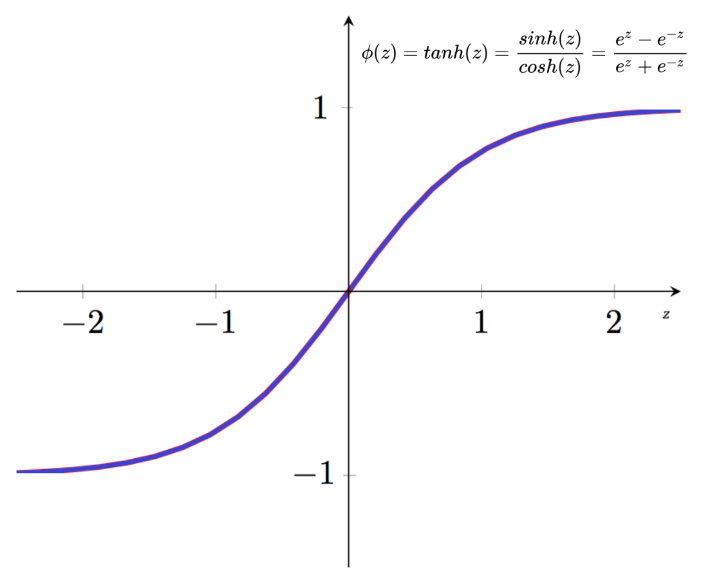 ϕ(z) = tanh(z) = sinh(z)/cosh(z) = (e^z − e^{−z})/(e^z + e^{−z})
1
−2 −1 1 2
z
−1